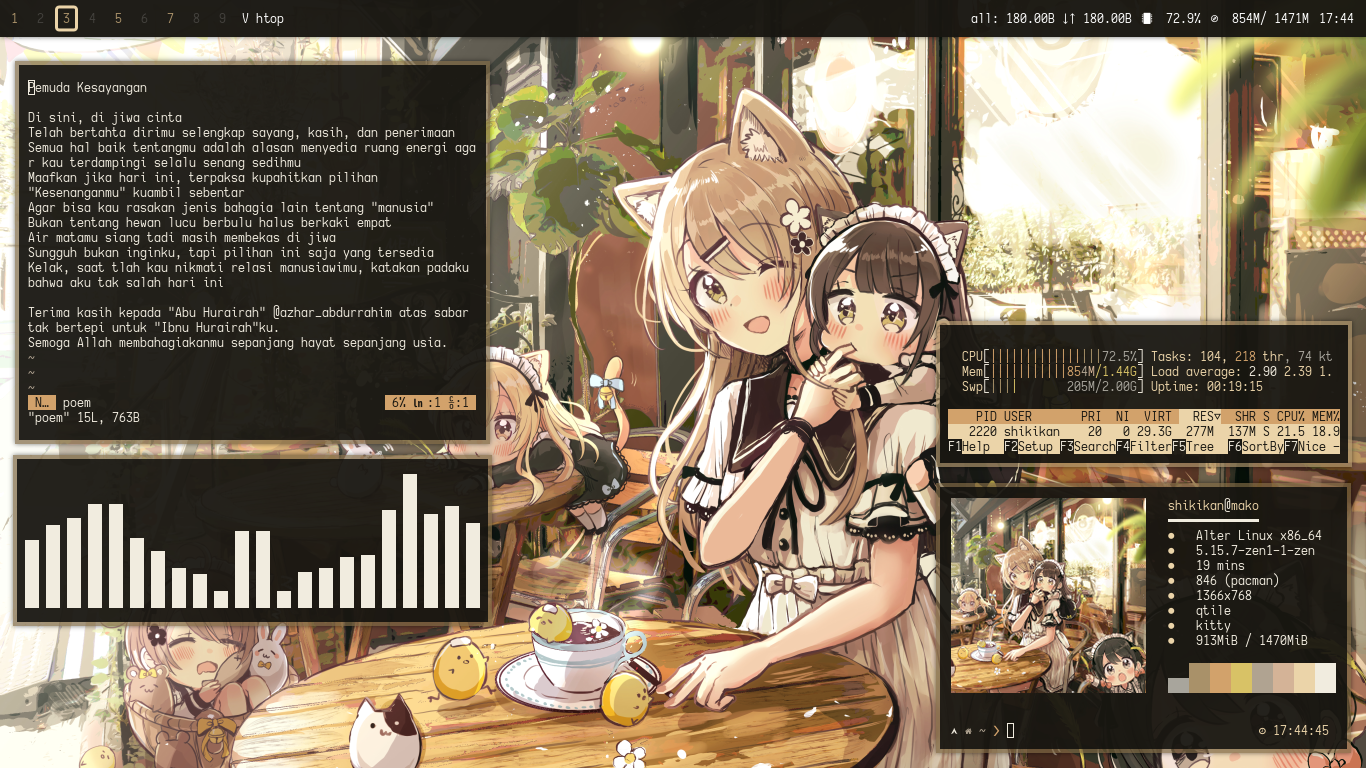 1 2 3 4 5 6 7 8 9 V htop
all: 180.00B ↓↑ 180.00B 72.9% 854M/ 1471M 17:44
Pemuda Kesayangan
Di sini, di jiwa cinta
Telah bertahta dirimu selengkap sayang, kasih, dan penerimaan
Semua hal baik tentangmu adalah alasan menyedia ruang energi aga
r kau terdampingi selalu senang sedihmu
Maafkan jika hari ini, terpaksa kupahitkan pilihan
"Kesenanganmu" kuambil sebentar
Agar bisa kau rasakan jenis bahagia lain tentang "manusia"
Bukan tentang hewan lucu berbulu halus berkaki empat
Air matamu siang tadi masih membekas di jiwa
Sungguh bukan inginku, tapi pilihan ini saja yang tersedia
Kelak, saat tlah kau nikmati relasi manusiawimu, katakan padaku
bahwa aku tak salah hari ini
Terima kasih kepada "Abu Hurairah" @azhar_abdurrahim atas sabar
tak bertepi untuk "Ibnu Hurairah"ku.
Semoga Allah membahagiakanmu sepanjang hayat sepanjang usia.
~
~
~
N… poem 6% ln :1 :1
"poem" 15L, 763B
CPU[||||||||||||||||72.5%] Tasks: 104, 218 thr, 74 kt
Mem[|||||||||||854M/1.44G] Load average: 2.90 2.39 1.
Swp[|||| 205M/2.00G] Uptime: 00:19:15
PID USER PRI NI VIRT RES▽ SHR S CPU% MEM%
2220 shikikan 20 0 29.3G 277M 137M S 21.5 18.9
F1Help F2Setup F3SearchF4FilterF5Tree F6SortByF7Nice -
shikikan@mako
● Alter Linux x86_64
● 5.15.7-zen1-1-zen
● 19 mins
● 846 (pacman)
● 1366x768
● qtile
● kitty
● 913MiB / 1470MiB
~ ❯ 17:44:45